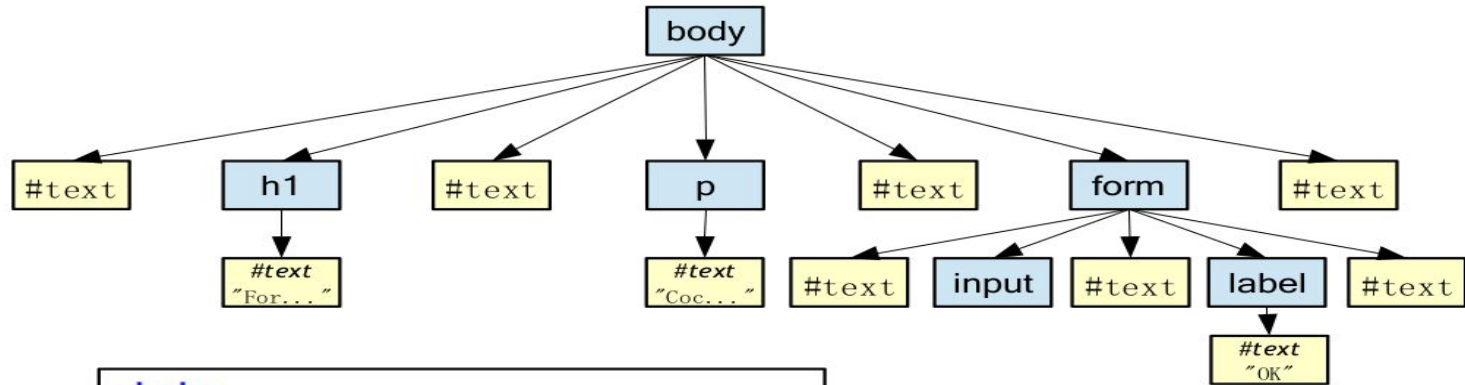 body
#text h1 #text p #text form #text
#text "For..." #text "Coc..." #text input #text label #text
#text "OK"